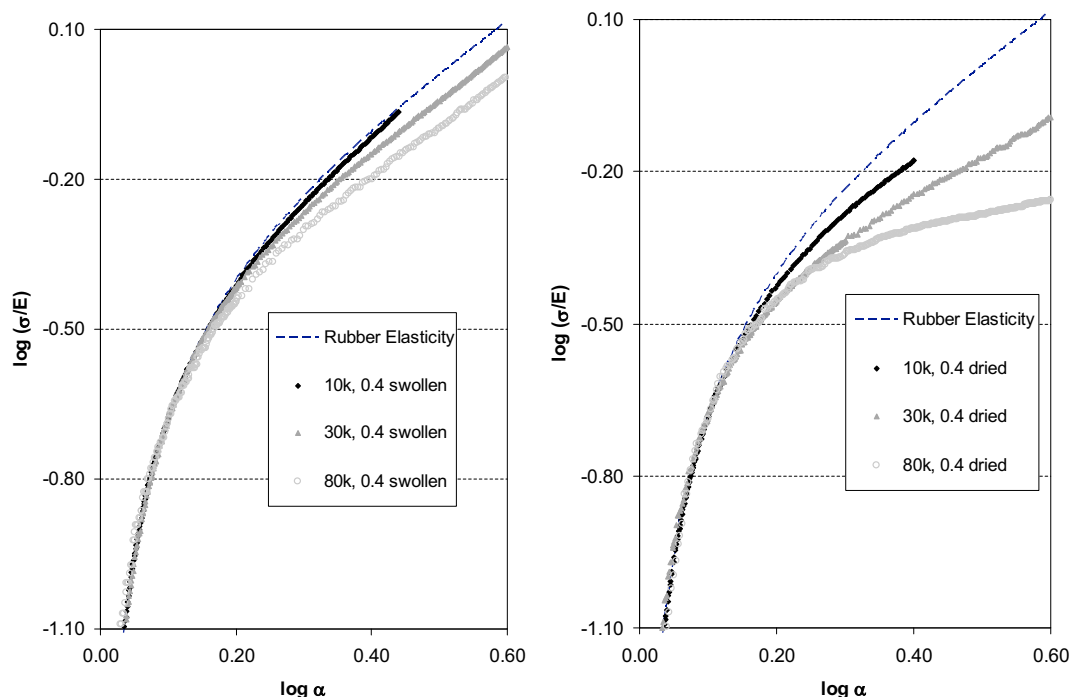 0.10
-0.20
-0.50
-0.80
-1.10
0.00 0.20 0.40 0.60
log α
log (σ/E)
Rubber Elasticity
10k, 0.4 swollen
30k, 0.4 swollen
80k, 0.4 swollen
0.10
-0.20
-0.50
-0.80
-1.10
0.00 0.20 0.40 0.60
log α
log (σ/E)
Rubber Elasticity
10k, 0.4 dried
30k, 0.4 dried
80k, 0.4 dried